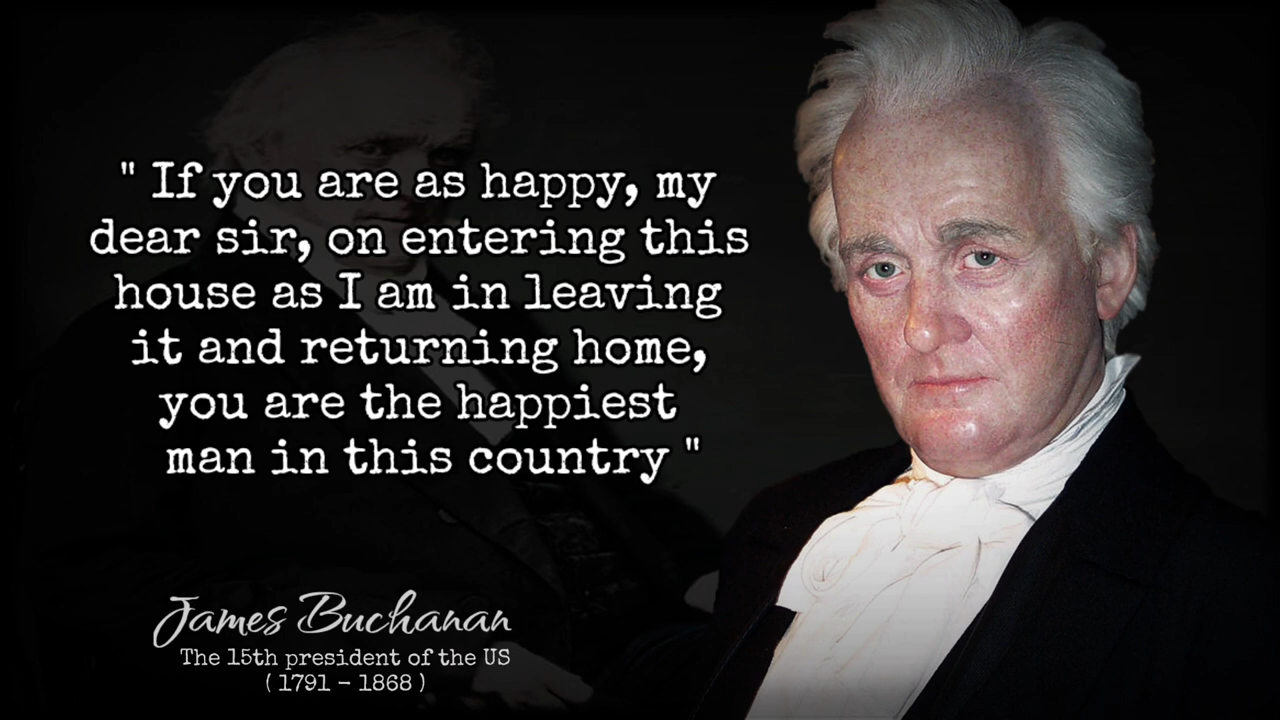 " If you are as happy, my
dear sir, on entering this
house as I am in leaving
it and returning home,
you are the happiest
man in this country "
James Buchanan
The 15th president of the US
( 1791 - 1868 )